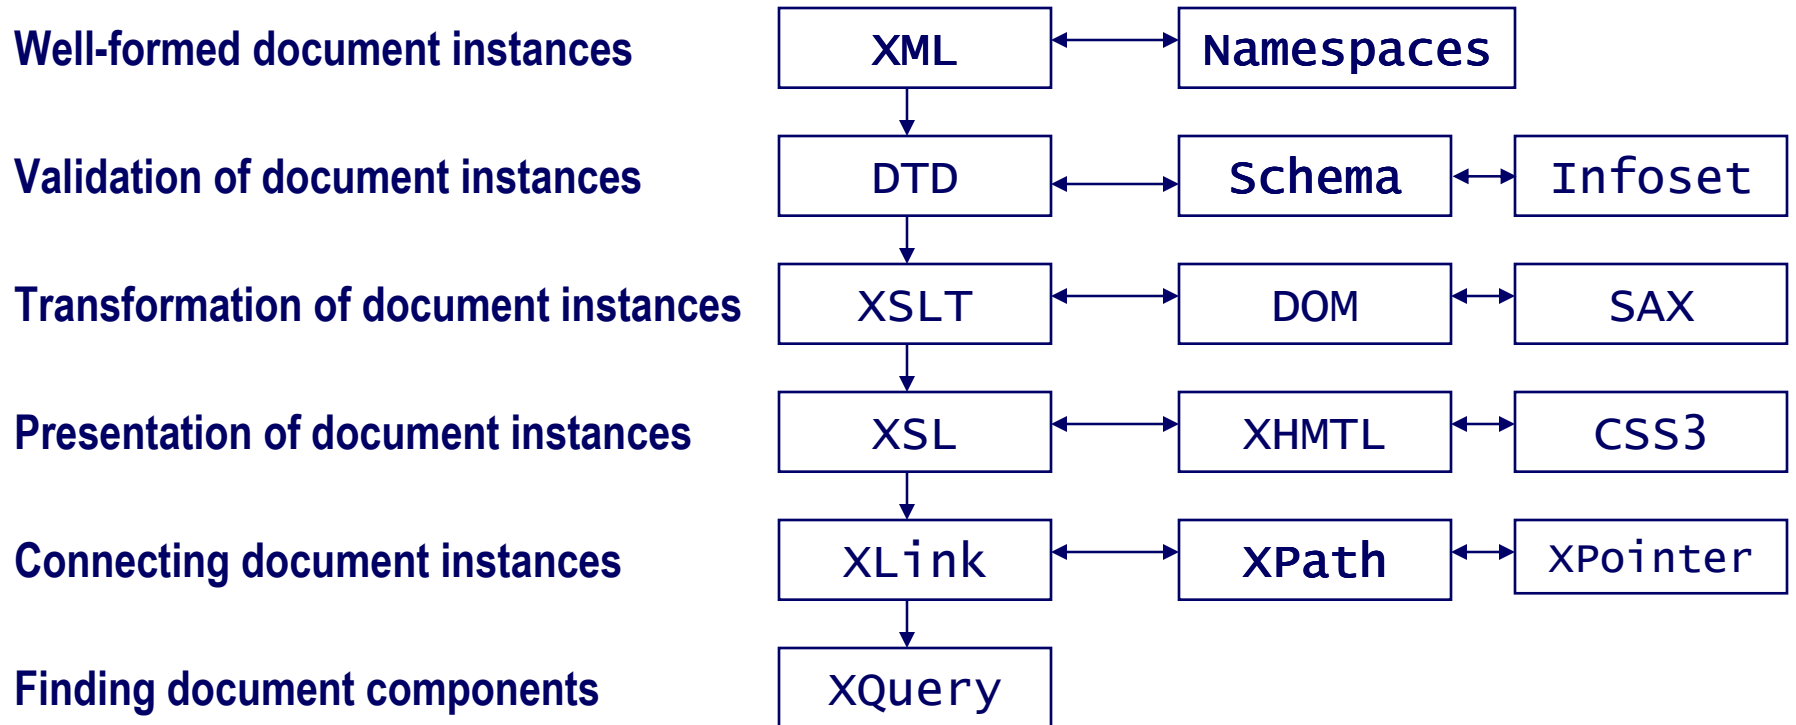 Well-formed document instances XML Namespaces
Validation of document instances DTD Schema Infoset
Transformation of document instances XSLT DOM SAX
Presentation of document instances XSL XHMTL CSS3
Connecting document instances XLink XPath XPointer
Finding document components XQuery